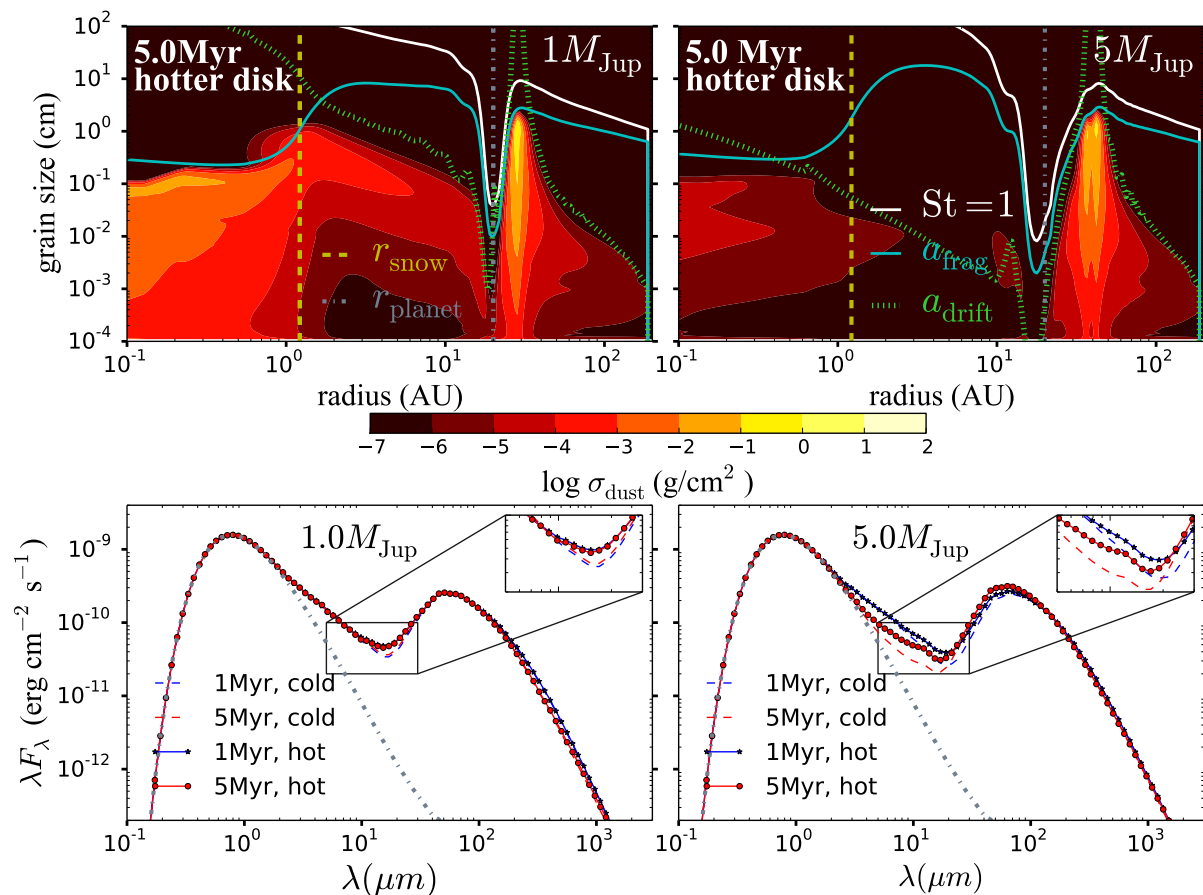 5.0Myr
hotter disk
1M_Jup
5.0 Myr
hotter disk
5M_Jup
grain size (cm)
10^2
10^1
10^0
10^-1
10^-2
10^-3
10^-4
r_snow
r_planet
St = 1
a_frag
a_drift
10^-1 10^0 10^1 10^2
10^-1 10^0 10^1 10^2
radius (AU)
radius (AU)
−7 −6 −5 −4 −3 −2 −1 0 1 2
log σ_dust (g/cm^2 )
λF_λ (erg cm^-2 s^-1)
10^-9
10^-10
10^-11
10^-12
1.0M_Jup
1Myr, cold
5Myr, cold
1Myr, hot
5Myr, hot
5.0M_Jup
1Myr, cold
5Myr, cold
1Myr, hot
5Myr, hot
10^-1 10^0 10^1 10^2 10^3
10^-1 10^0 10^1 10^2 10^3
λ(μm)
λ(μm)